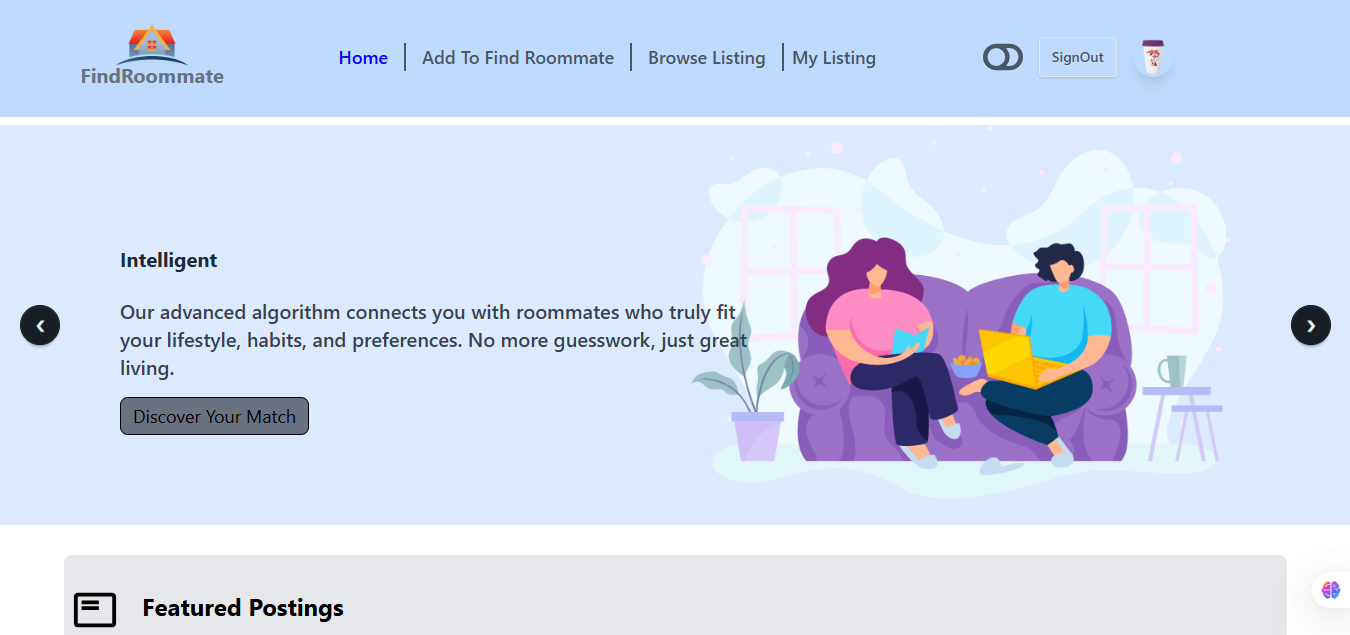 FindRoommate
Home
Add To Find Roommate
Browse Listing
My Listing
SignOut
Intelligent
Our advanced algorithm connects you with roommates who truly fit
your lifestyle, habits, and preferences. No more guesswork, just great
living.
Discover Your Match
Featured Postings